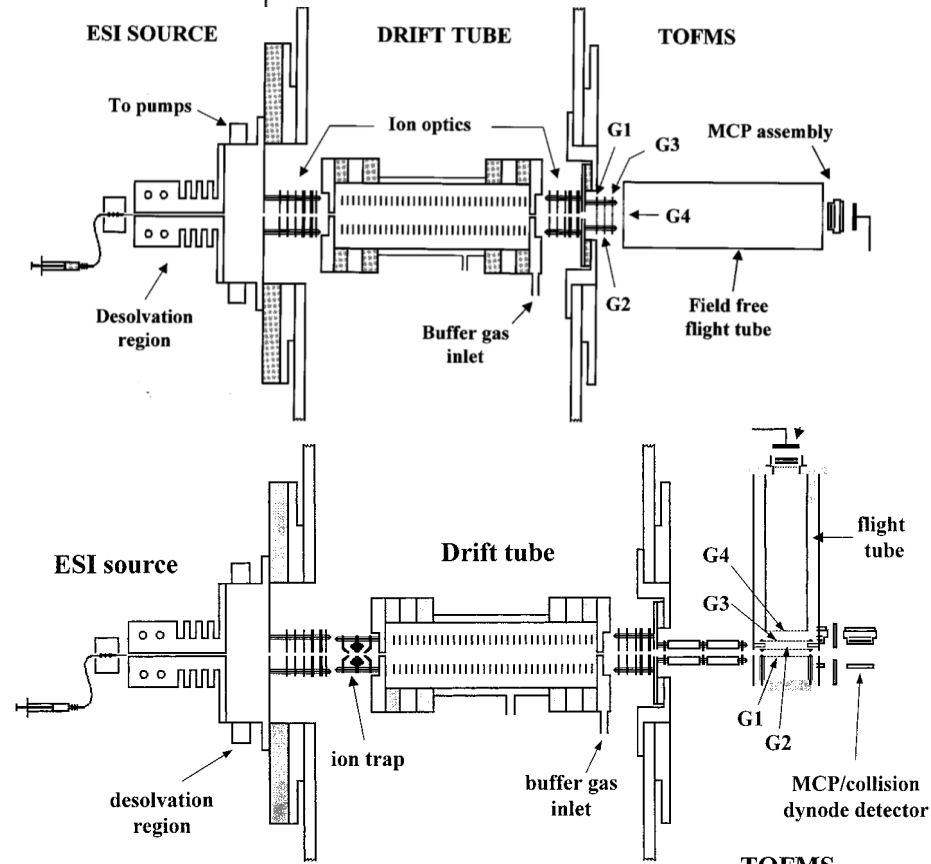 ESI SOURCE
DRIFT TUBE
TOFMS
To pumps
Ion optics
G1
G3
MCP assembly
G4
G2
Desolvation
region
Buffer gas
inlet
Field free
flight tube
ESI source
Drift tube
flight
tube
G4
G3
G1
G2
ion trap
desolvation
region
buffer gas
inlet
MCP/collision
dynode detector
TOFMS